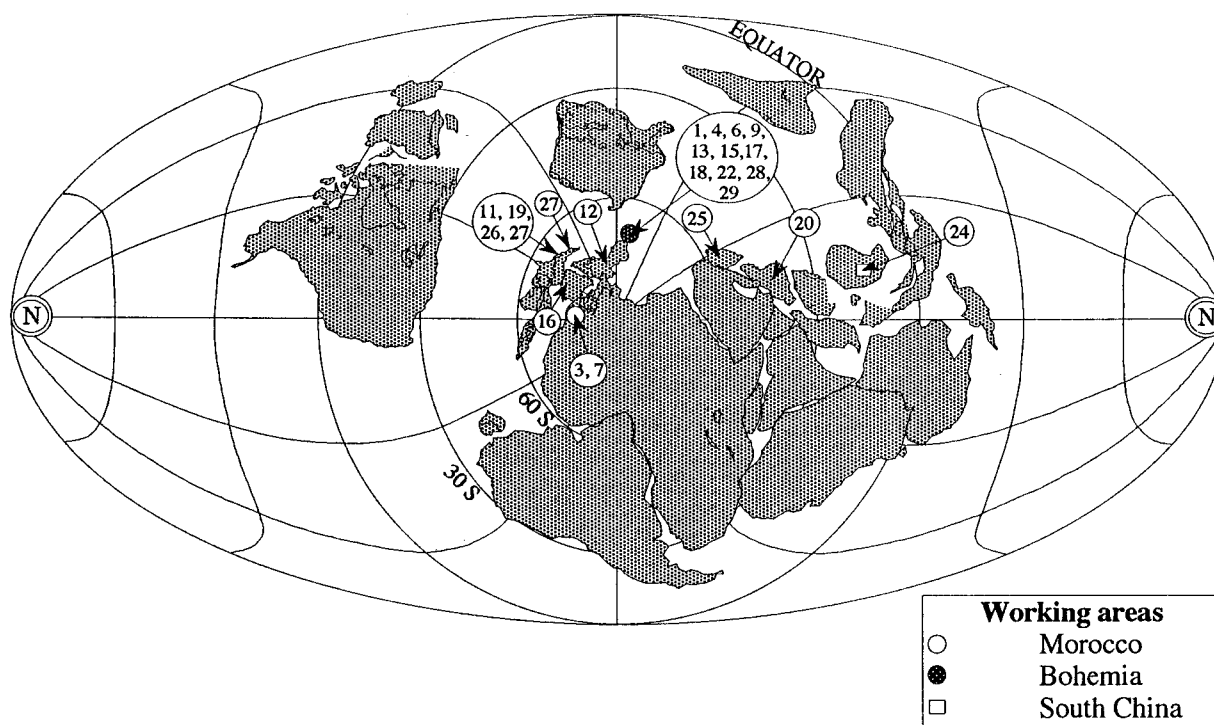 EQUATOR
1, 4, 6, 9,
13, 15,17,
18, 22, 28,
29
11, 19,
26, 27
27
12
25
20
24
N
N
16
3, 7
60 S
30 S
Working areas
Morocco
Bohemia
South China